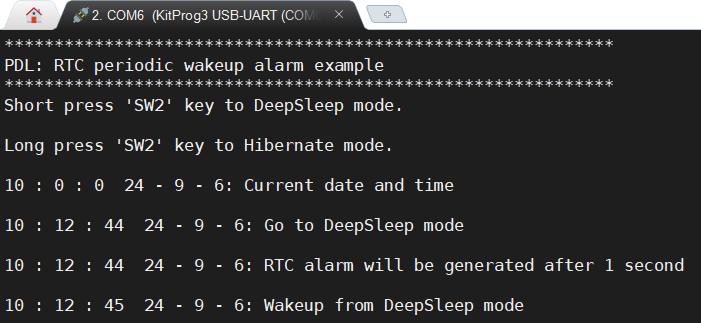 2. COM6 (KitProg3 USB-UART (COM
*************************************************************
PDL: RTC periodic wakeup alarm example
*************************************************************
Short press 'SW2' key to DeepSleep mode.
Long press 'SW2' key to Hibernate mode.
10 : 0 : 0  24 - 9 - 6: Current date and time
10 : 12 : 44  24 - 9 - 6: Go to DeepSleep mode
10 : 12 : 44  24 - 9 - 6: RTC alarm will be generated after 1 second
10 : 12 : 45  24 - 9 - 6: Wakeup from DeepSleep mode